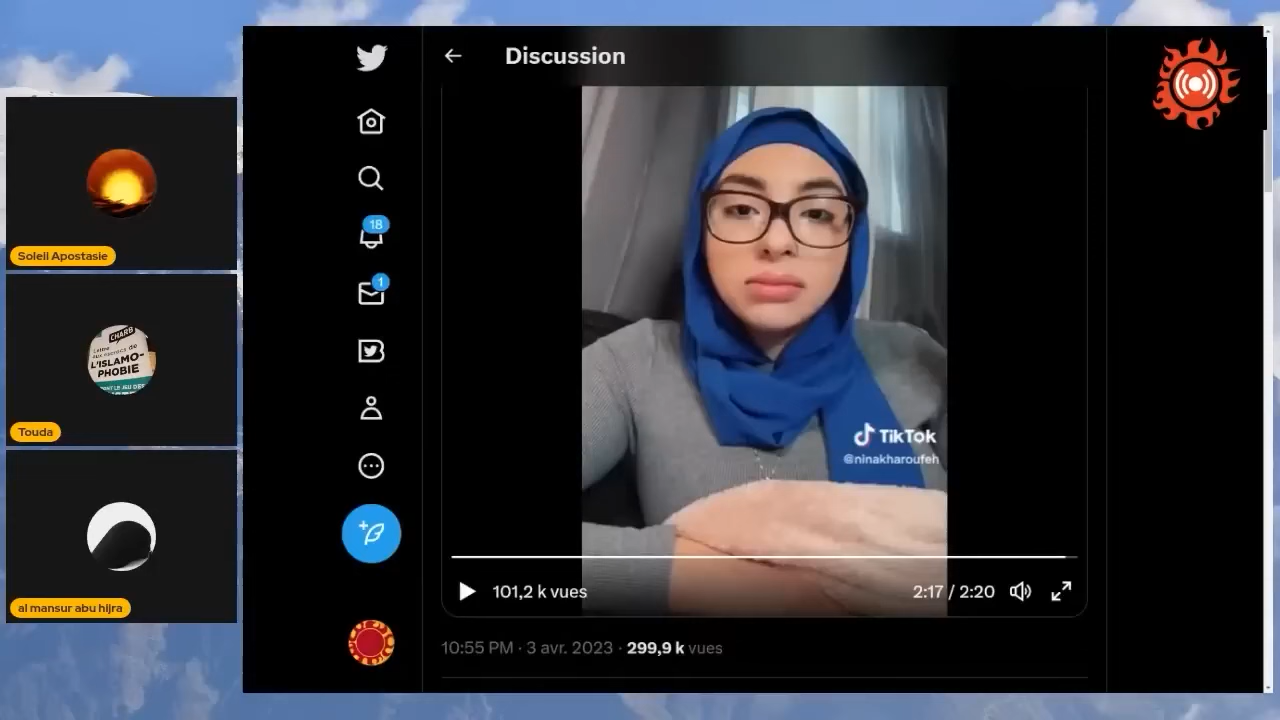 Discussion
Soleil Apostasie
CHARB
L'ISLAMO-
PHOBIE
Touda
al mansur abu hijra
18
1
TikTok
@ninakharoufeh
101,2 k vues
2:17 / 2:20
10:55 PM · 3 avr. 2023 · 299,9 k vues